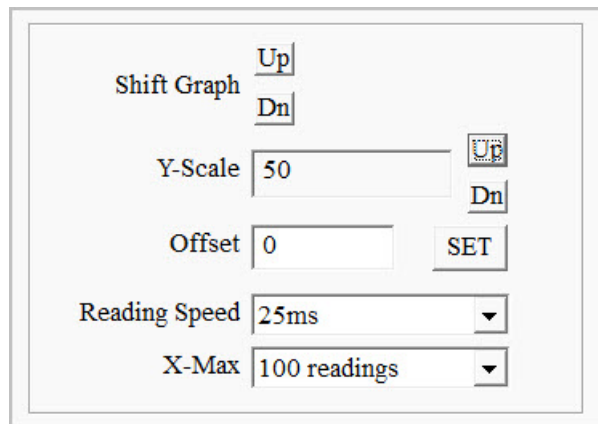 Up
Shift Graph
Dn
Up
Y-Scale 50
Dn
Offset 0 SET
Reading Speed 25ms
X-Max 100 readings